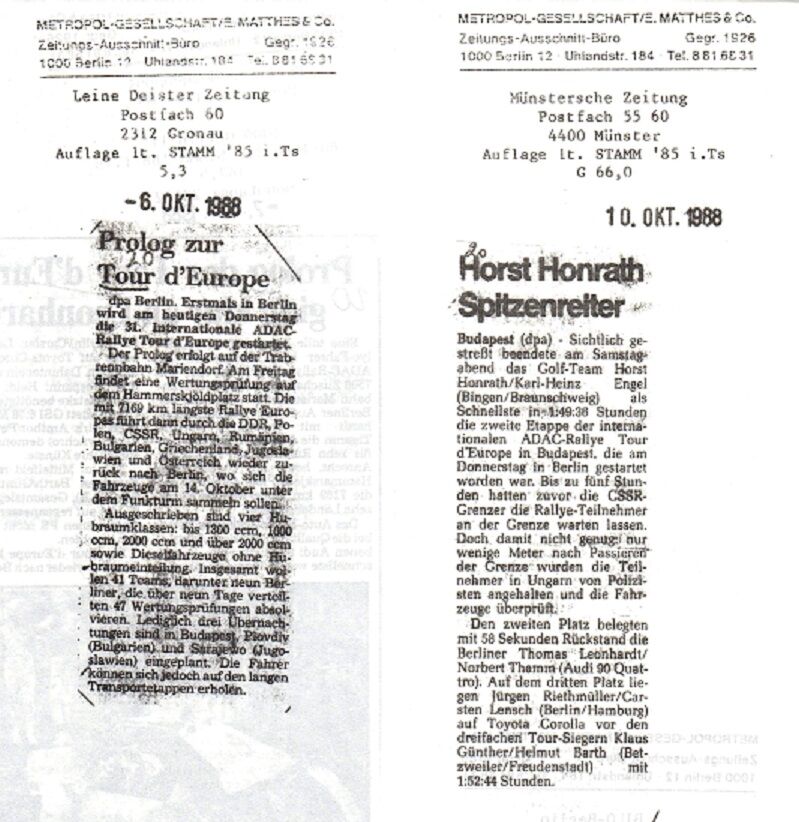 METROPOL-GESELLSCHAFT/E. MATTHES & Co.
Zeitungs-Ausschnitt-Büro Gegr. 1926
1000 Berlin 12 · Uhlandstr. 184 · Tel. 8 81 68 31
Leine Deister Zeitung
Postfach 60
2312 Gronau
Auflage lt. STAMM '85 i.Ts
5,3
-6. OKT. 1988
Prolog zur
20
Tour d'Europe
dpa Berlin. Erstmals in Berlin
wird am heutigen Donnerstag
die 31. Internationale ADAC-
Rallye Tour d'Europe gestartet.
Der Prolog erfolgt auf der Trab-
rennbahn Mariendorf. Am Freitag
findet eine Wertungsprüfung auf
dem Hammerskjöldplatz statt. Die
mit 7169 km längste Rallye Euro-
pas führt dann durch die DDR, Po-
len, CSSR, Ungarn, Rumänien,
Bulgarien, Griechenland, Jugosla-
wien und Österreich wieder zu-
rück nach Berlin, wo sich die
Fahrzeuge am 14. Oktober unter
dem Funkturm sammeln sollen.
Ausgeschrieben sind vier Hu-
braumklassen: bis 1300 ccm, 1600
ccm, 2000 ccm und über 2000 ccm
sowie Dieselfahrzeuge ohne Hu-
braumeinteilung. Insgesamt wol-
len 41 Teams, darunter neun Ber-
liner, die über neun Tage verteil-
ten 47 Wertungsprüfungen absol-
vieren. Lediglich drei Übernach-
tungen sind in Budapest, Plovdiv
(Bulgarien) und Sarajewo (Jugo-
slawien) eingeplant. Die Fahrer
können sich jedoch auf den langen
Transportetappen erholen.
METROPOL-GESELLSCHAFT/E. MATTHES & Co.
Zeitungs-Ausschnitt-Büro Gegr. 1926
1000 Berlin 12 · Uhlandstr. 184 · Tel. 8 81 68 31
Münstersche Zeitung
Postfach 55 60
4400 Münster
Auflage lt. STAMM '85 i.Ts
G 66,0
10. OKT. 1988
20
Horst Honrath
Spitzenreiter
Budapest (dpa) - Sichtlich ge-
streßt beendete am Samstag-
abend das Golf-Team Horst
Honrath/Karl-Heinz Engel
(Bingen/Braunschweig) als
Schnellste in 1:49:38 Stunden
die zweite Etappe der interna-
tionalen ADAC-Rallye Tour
d'Europe in Budapest, die am
Donnerstag in Berlin gestartet
worden war. Bis zu fünf Stun-
den hatten zuvor die CSSR-
Grenzer die Rallye-Teilnehmer
an der Grenze warten lassen.
Doch damit nicht genug: nur
wenige Meter nach Passieren
der Grenze wurden die Teil-
nehmer in Ungarn von Polizi-
sten angehalten und die Fahr-
zeuge überprüft.
Den zweiten Platz belegten
mit 58 Sekunden Rückstand die
Berliner Thomas Leonhardt/
Norbert Thamm (Audi 90 Quat-
tro). Auf dem dritten Platz lie-
gen Jürgen Riethmüller/Car-
sten Lensch (Berlin/Hamburg)
auf Toyota Corolla vor den
dreifachen Tour-Siegern Klaus
Günther/Helmut Barth (Bet-
zweiler/Freudenstadt) mit
1:52:44 Stunden.